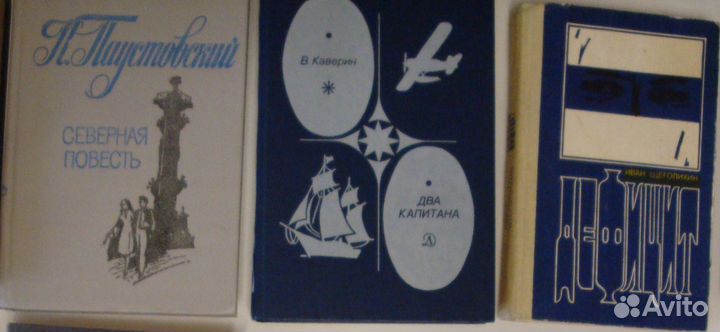 К. Паустовский
СЕВЕРНАЯ
ПОВЕСТЬ
В. Каверин
ДВА
КАПИТАНА
Д
ИВАН ЩЕГОЛИХИН
ДЕФИЦИТ
Avito